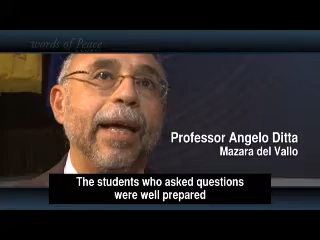 words of Peace
Professor Angelo Ditta
Mazara del Vallo
The students who asked questions
were well prepared